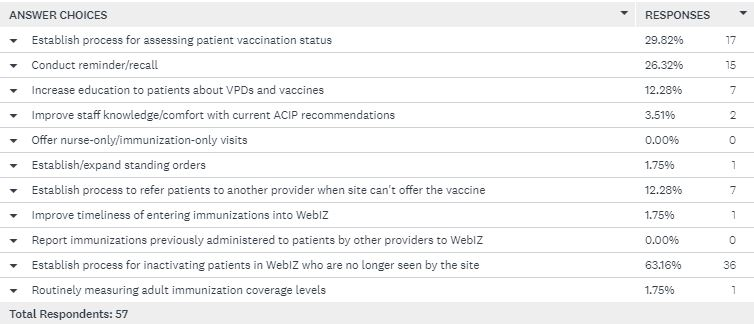 ANSWER CHOICES RESPONSES
Establish process for assessing patient vaccination status 29.82% 17
Conduct reminder/recall 26.32% 15
Increase education to patients about VPDs and vaccines 12.28% 7
Improve staff knowledge/comfort with current ACIP recommendations 3.51% 2
Offer nurse-only/immunization-only visits 0.00% 0
Establish/expand standing orders 1.75% 1
Establish process to refer patients to another provider when site can't offer the vaccine 12.28% 7
Improve timeliness of entering immunizations into WebIZ 1.75% 1
Report immunizations previously administered to patients by other providers to WebIZ 0.00% 0
Establish process for inactivating patients in WebIZ who are no longer seen by the site 63.16% 36
Routinely measuring adult immunization coverage levels 1.75% 1
Total Respondents: 57